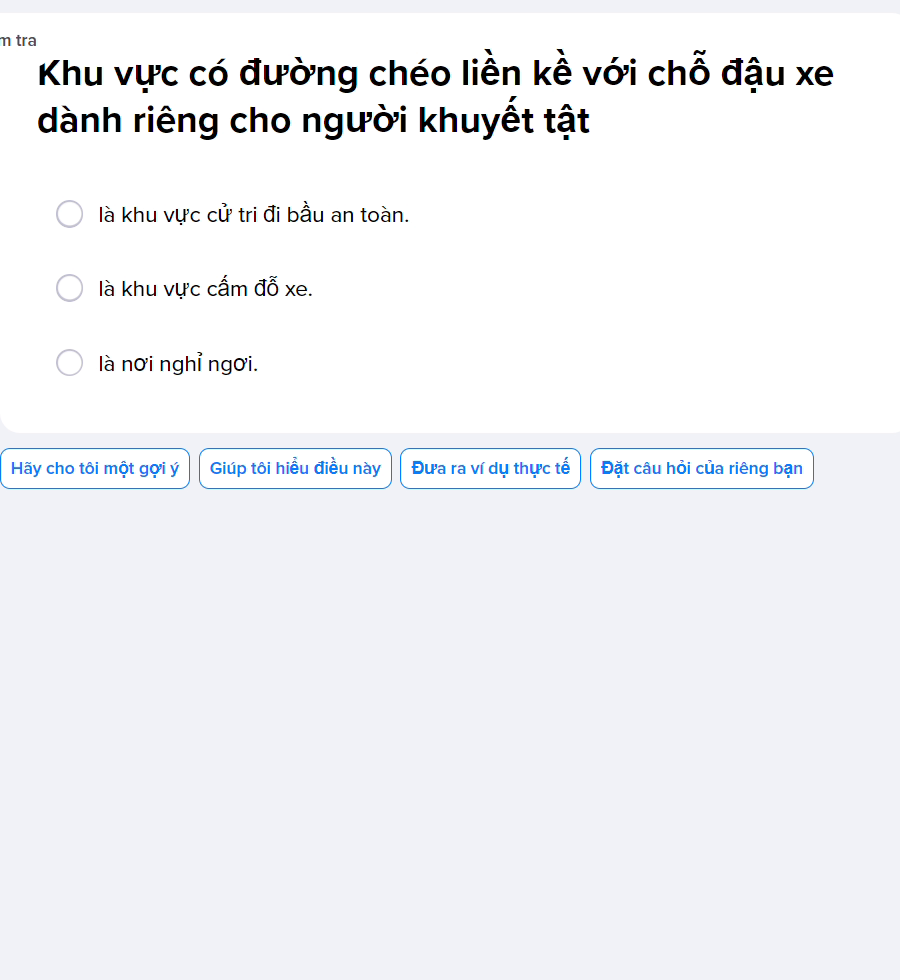 m tra
Khu vực có đường chéo liền kề với chỗ đậu xe
dành riêng cho người khuyết tật
là khu vực cử tri đi bầu an toàn.
là khu vực cấm đỗ xe.
là nơi nghỉ ngơi.
Hãy cho tôi một gợi ý
Giúp tôi hiểu điều này
Đưa ra ví dụ thực tế
Đặt câu hỏi của riêng bạn